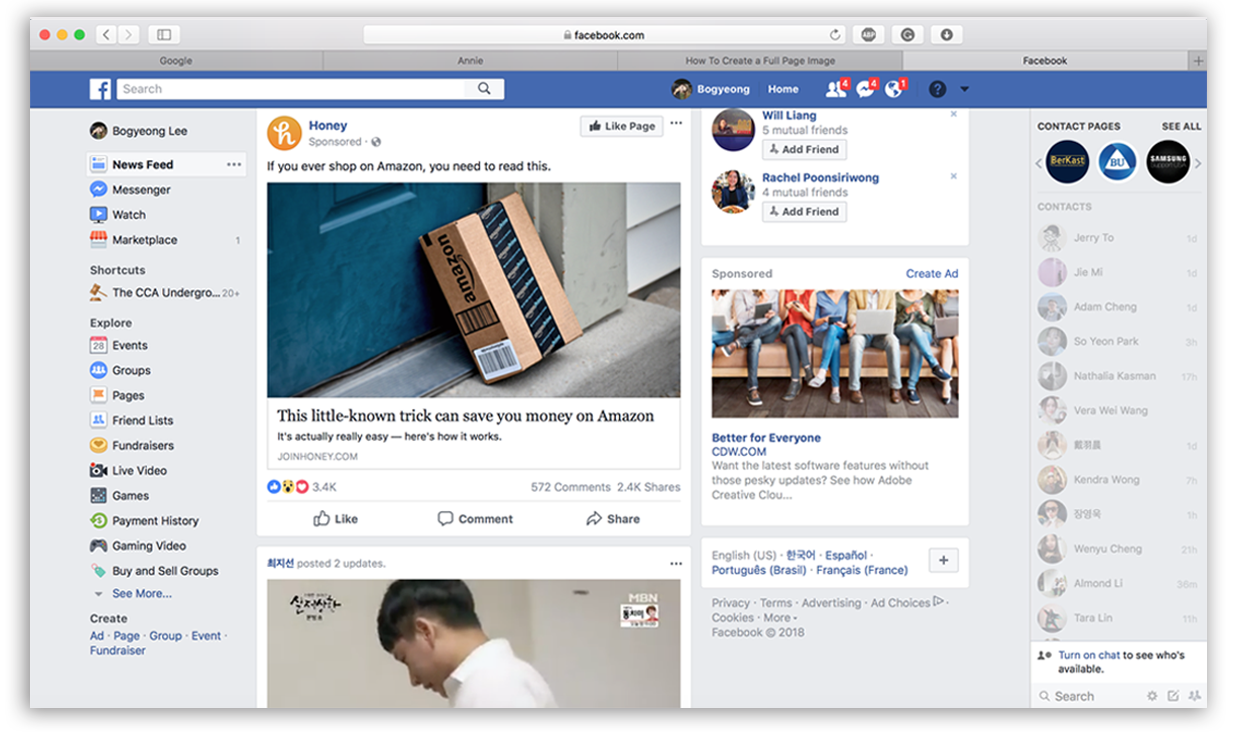 facebook.com
ABP
Google
Annie
How To Create a Full Page Image
Facebook
Search
Bogyeong
Home
4
4
1
?
Bogyeong Lee
News Feed
Messenger
Watch
Marketplace 1
Shortcuts
The CCA Undergro... 20+
Explore
28 Events
Groups
Pages
Friend Lists
Fundraisers
Live Video
Games
Payment History
Gaming Video
Buy and Sell Groups
See More...
Create
Ad · Page · Group · Event ·
Fundraiser
Honey
Sponsored ·
Like Page
If you ever shop on Amazon, you need to read this.
amazon
This little-known trick can save you money on Amazon
It's actually really easy — here's how it works.
JOINHONEY.COM
3.4K
572 Comments 2.4K Shares
Like
Comment
Share
최지선 posted 2 updates.
MBN
동치미
Will Liang
5 mutual friends
Add Friend
Rachel Poonsiriwong
4 mutual friends
Add Friend
Sponsored
Create Ad
Better for Everyone
CDW.COM
Want the latest software features without
those pesky updates? See how Adobe
Creative Clou...
English (US) · 한국어 · Español ·
Português (Brasil) · Français (France)
Privacy · Terms · Advertising · Ad Choices ·
Cookies · More
Facebook © 2018
CONTACT PAGES
SEE ALL
BerKast
BU
SAMSUNG
CONTACTS
Jerry To 1d
Jie Mi 1d
Adam Cheng 1d
So Yeon Park 3h
Nathalia Kasman 17h
Vera Wei Wang
戴羽晨 1d
Kendra Wong 7h
장영욱 1h
Wenyu Cheng 21h
Almond Li 36m
Tara Lin 11h
Turn on chat to see who's
available.
Search